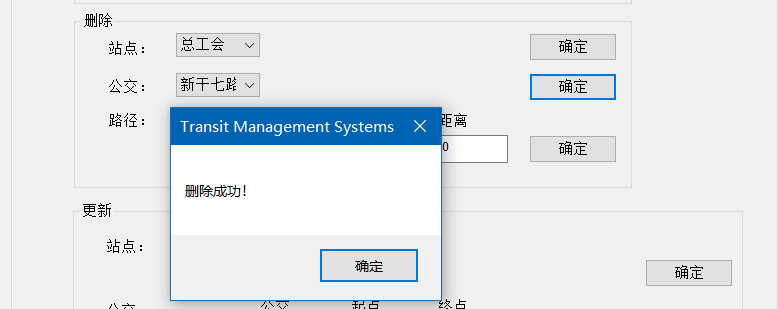 删除
站点：
总工会
确定
公交：
新干七路
确定
路径：
距离
0
确定
Transit Management Systems
删除成功！
确定
更新
站点：
确定
公交
公交
起点
终点